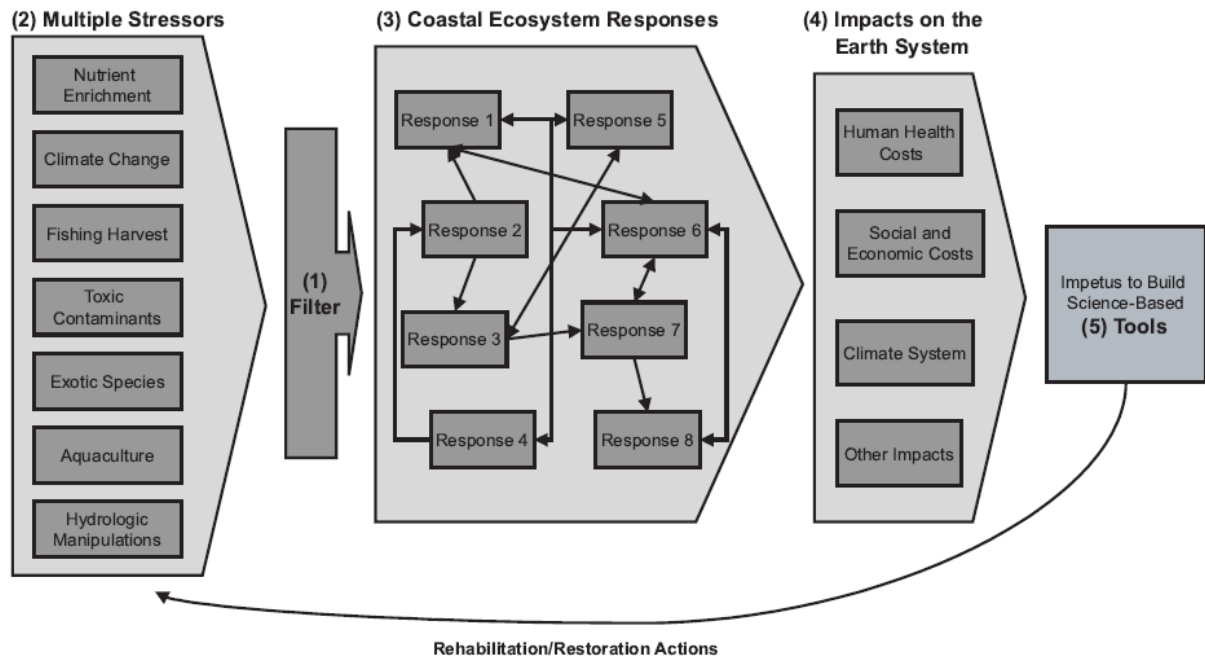 (2) Multiple Stressors
Nutrient
Enrichment
Climate Change
Fishing Harvest
Toxic
Contaminants
Exotic Species
Aquaculture
Hydrologic
Manipulations
(1)
Filter
(3) Coastal Ecosystem Responses
Response 1
Response 5
Response 2
Response 6
Response 3
Response 7
Response 4
Response 8
(4) Impacts on the
Earth System
Human Health
Costs
Social and
Economic Costs
Climate System
Other Impacts
Impetus to Build
Science-Based
(5) Tools
Rehabilitation/Restoration Actions